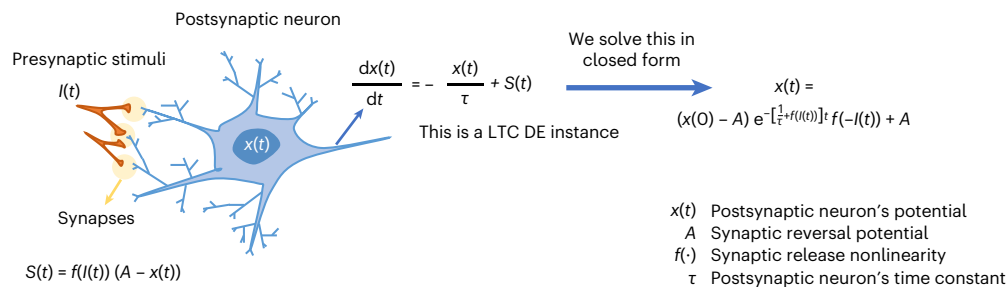 Postsynaptic neuron
Presynaptic stimuli
I(t)
x(t)
Synapses
S(t) = f(I(t)) (A – x(t))
dx(t)/dt = – x(t)/τ + S(t)
This is a LTC DE instance
We solve this in
closed form
x(t) =
(x(0) – A) e^–[1/τ+f(I(t))]t f(–I(t)) + A
x(t) Postsynaptic neuron's potential
A Synaptic reversal potential
f(·) Synaptic release nonlinearity
τ Postsynaptic neuron's time constant